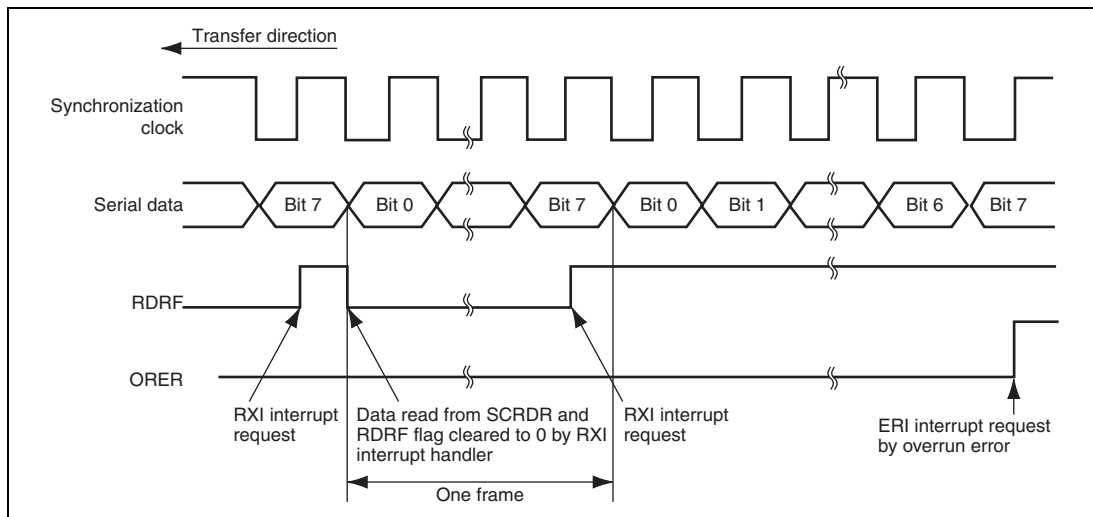 Transfer direction
Synchronization
clock
Serial data
Bit 7
Bit 0
Bit 7
Bit 0
Bit 1
Bit 6
Bit 7
RDRF
ORER
RXI interrupt
request
Data read from SCRDR and
RDRF flag cleared to 0 by RXI
interrupt handler
RXI interrupt
request
ERI interrupt request
by overrun error
One frame